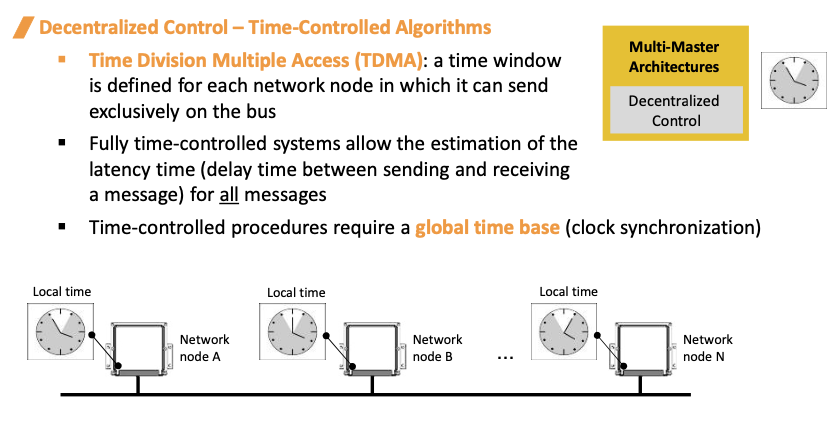 Decentralized Control – Time-Controlled Algorithms
▪ Time Division Multiple Access (TDMA): a time window
is defined for each network node in which it can send
exclusively on the bus
▪ Fully time-controlled systems allow the estimation of the
latency time (delay time between sending and receiving
a message) for all messages
▪ Time-controlled procedures require a global time base (clock synchronization)
Multi-Master
Architectures
Decentralized
Control
Local time
Network
node A
Local time
Network
node B
...
Local time
Network
node N